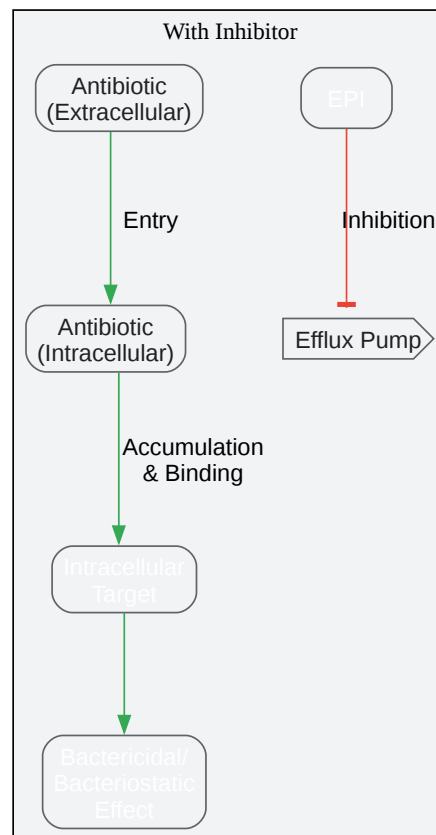 With Inhibitor
Antibiotic
(Extracellular)
EPI
Entry
Inhibition
Antibiotic
(Intracellular)
Efflux Pump
Accumulation
& Binding
Intracellular
Target
Bactericidal/
Bacteriostatic
Effect